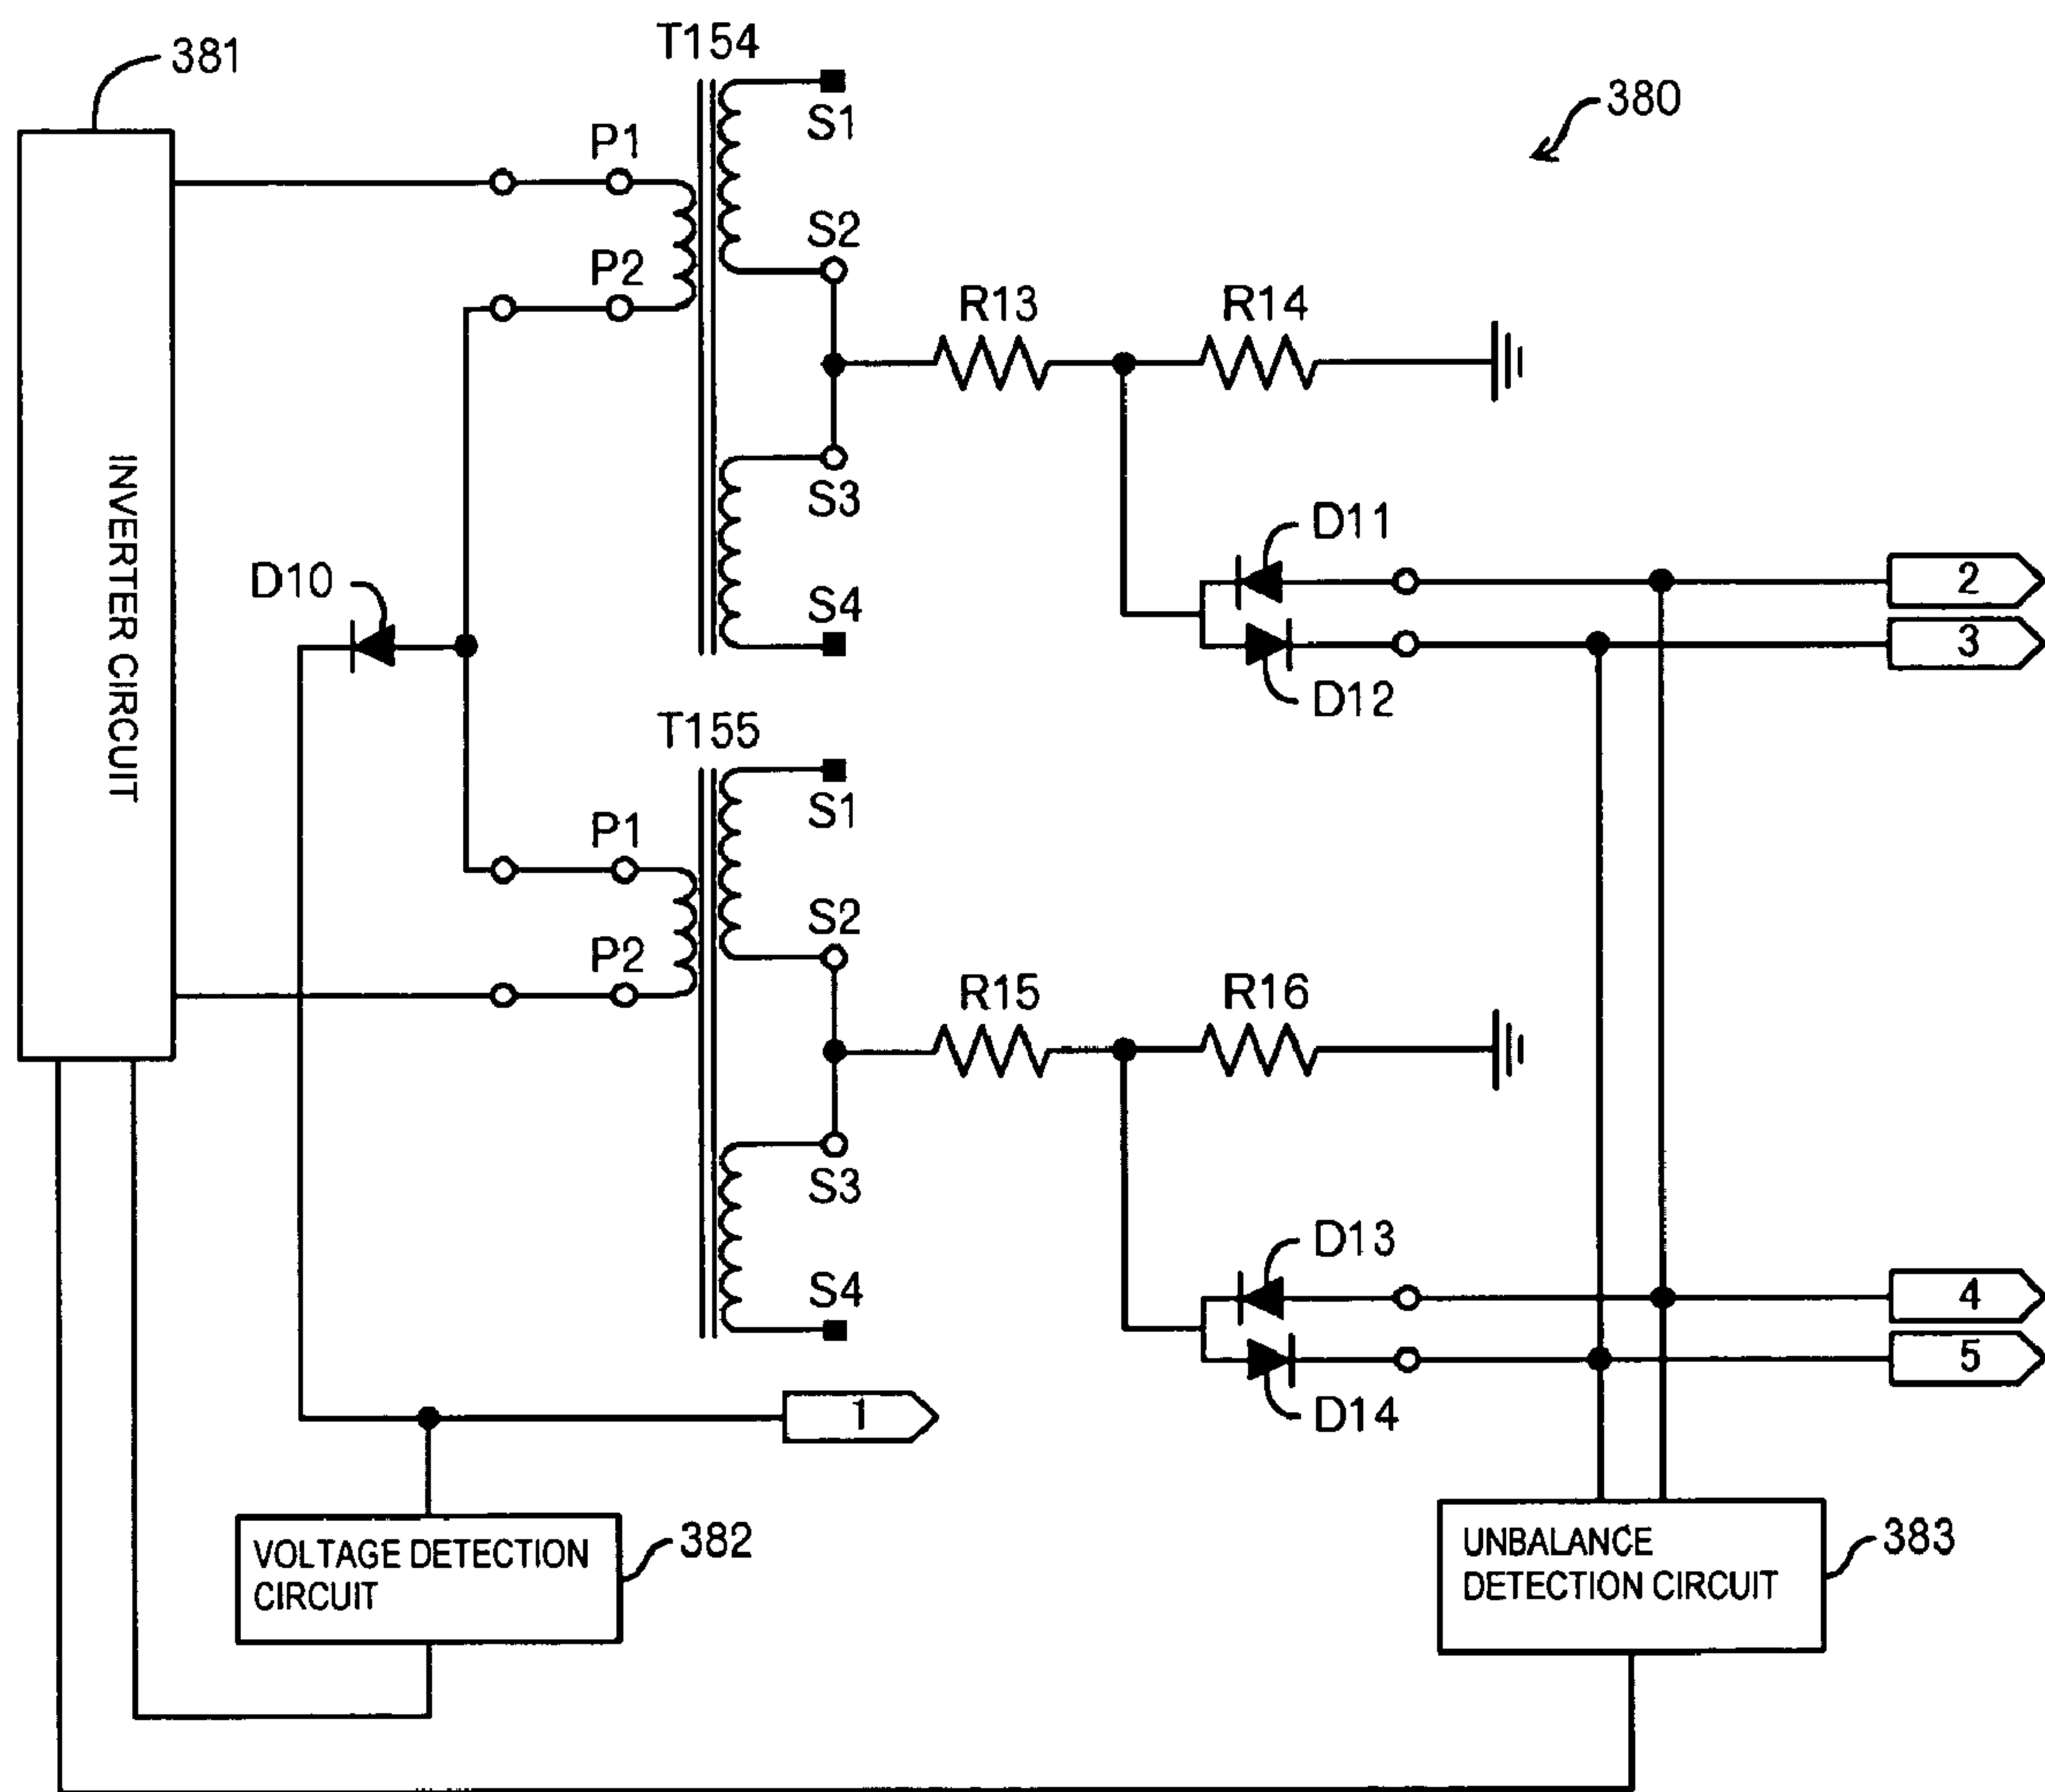 T154
381
380
S1
P1
S2
P2
R13
R14
S3
D11
INVERTER CIRCUIT
D10
2
S4
3
D12
T155
S1
P1
S2
P2
R15
R16
S3
D13
S4
4
5
1
D14
VOLTAGE DETECTION
CIRCUIT
382
UNBALANCE
DETECTION CIRCUIT
383